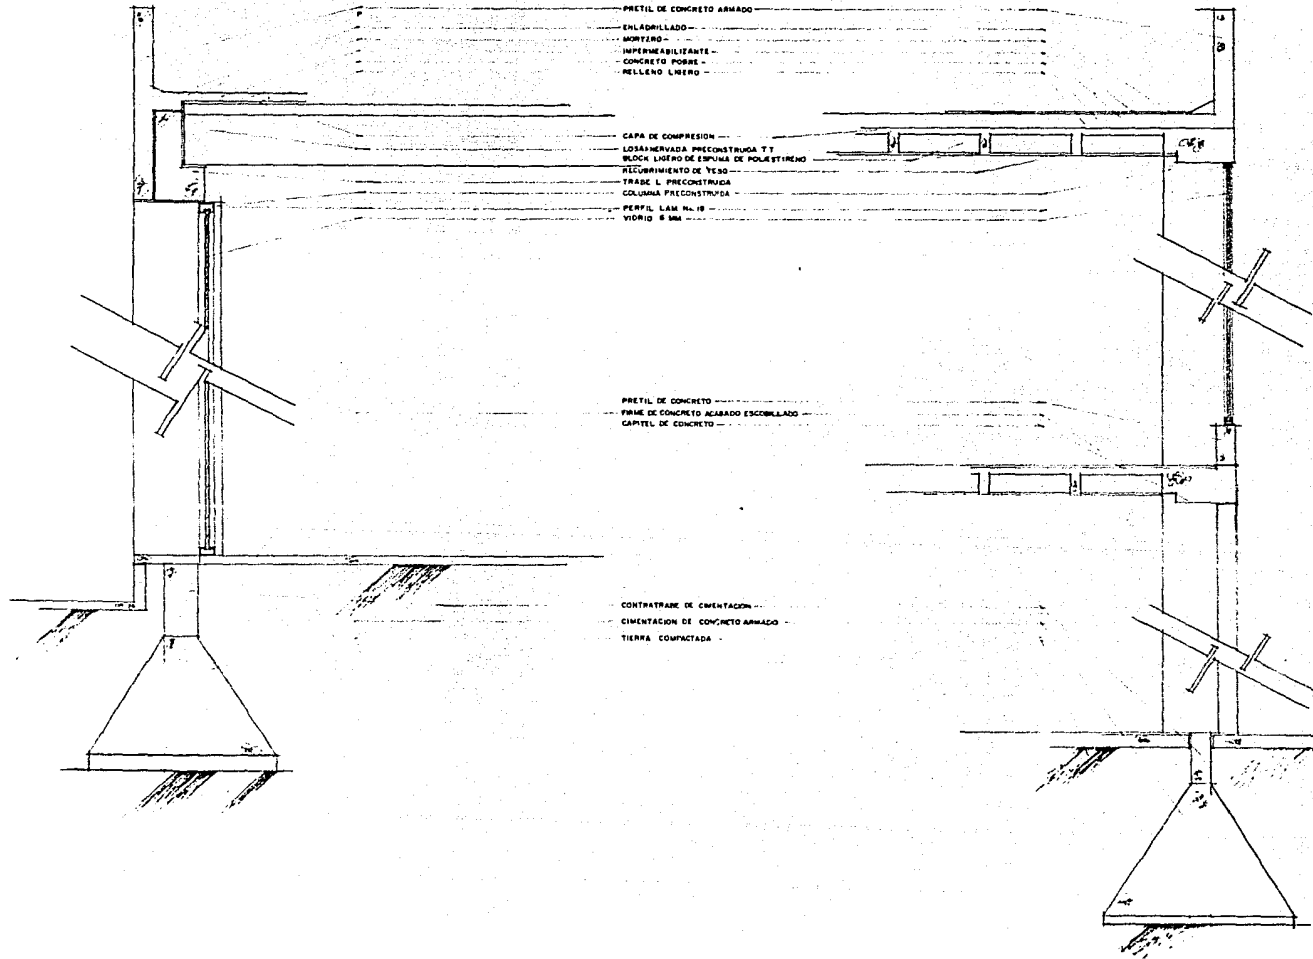 PRETIL DE CONCRETO ARMADO
ENLADRILLADO
MORTERO
IMPERMEABILIZANTE
CONCRETO POBRE
RELLENO LIGERO
CAPA DE COMPRESION
LOSA NERVADA PRECONSTRUIDA T T
BLOCK LIGERO DE ESPUMA DE POLIESTIRENO
RECUBRIMIENTO DE YESO
TRABE L PRECONSTRUIDA
COLUMNA PRECONSTRUIDA
PERFIL LAM No. 18
VIDRIO 6 MM
PRETIL DE CONCRETO
FIRME DE CONCRETO ACABADO ESCOBILLADO
CAPITEL DE CONCRETO
CONTRATRABE DE CIMENTACION
CIMENTACION DE CONCRETO ARMADO
TIERRA COMPACTADA